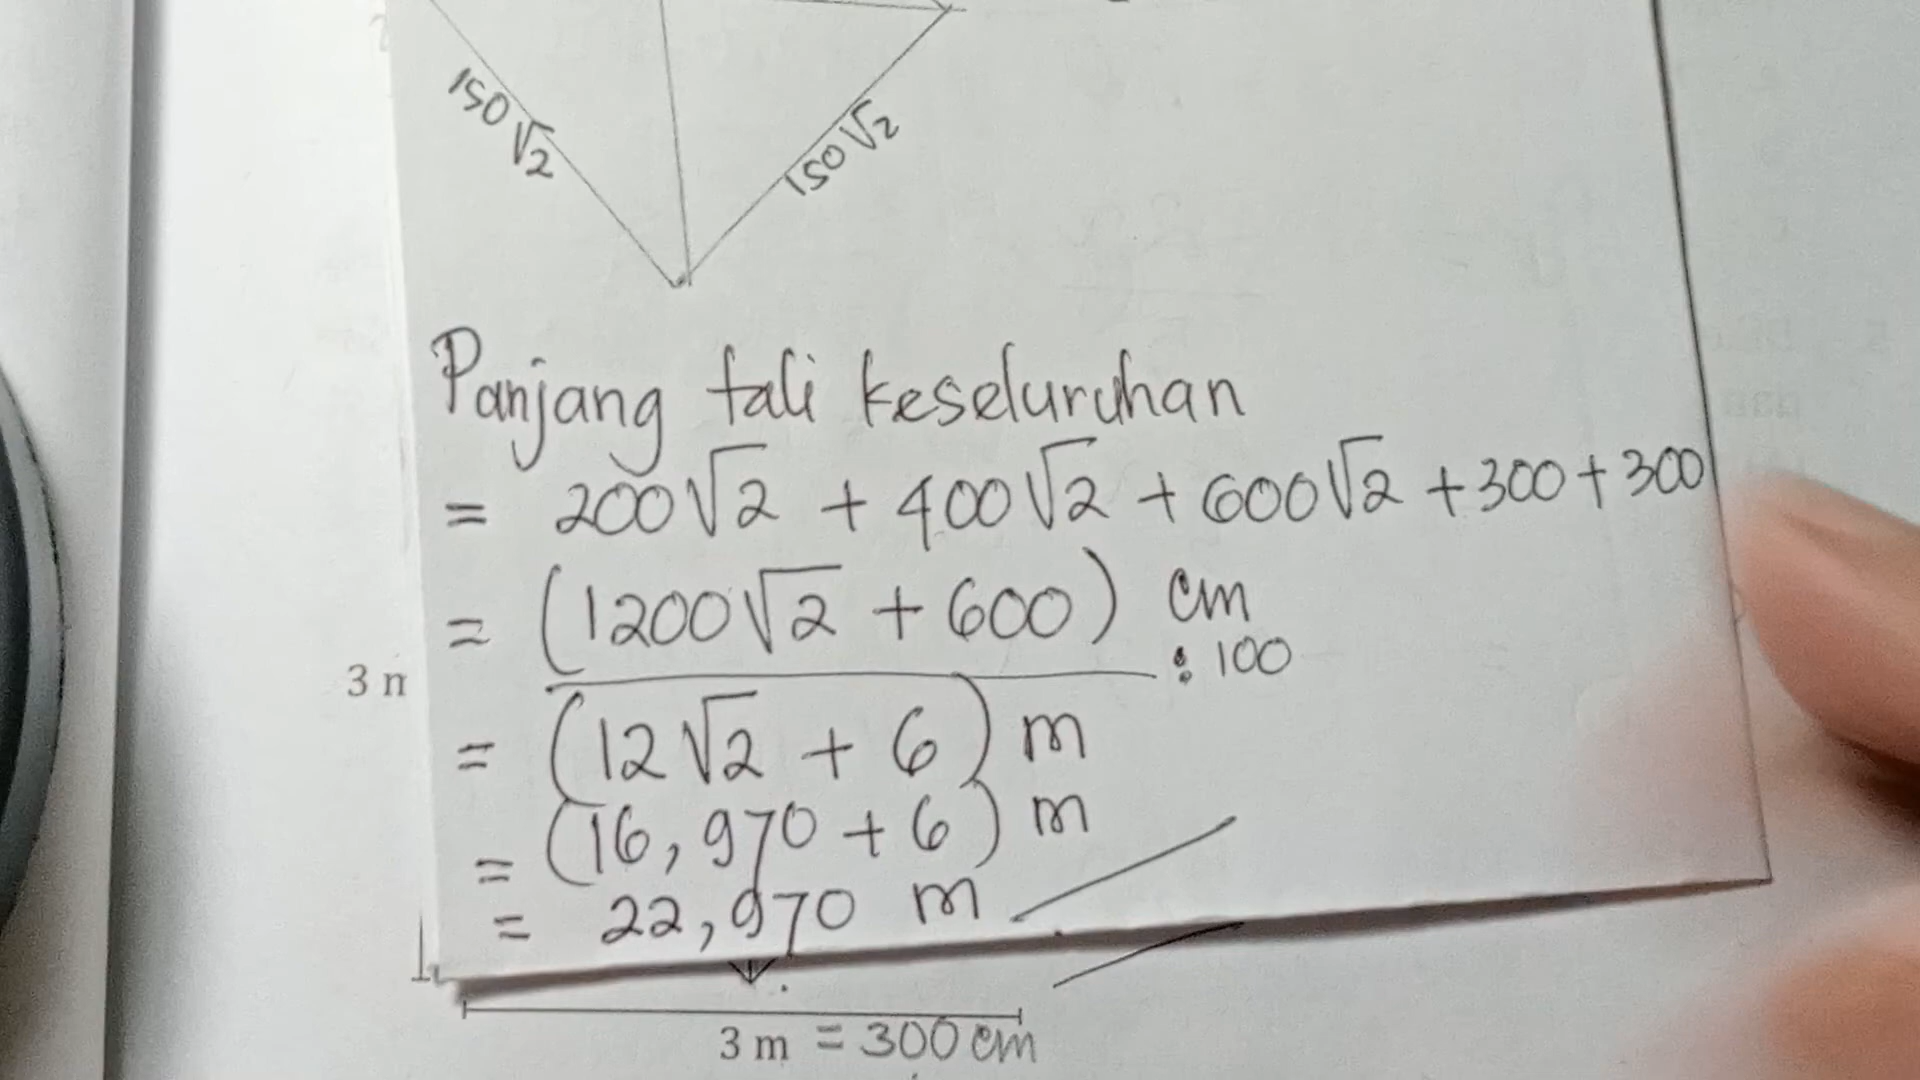 150√2
150√2
Panjang tali keseluruhan
= 200√2 + 400√2 + 600√2 + 300 + 300
= (1200√2 + 600) cm
: 100
3 n
= (12√2 + 6) m
= (16,970 + 6) m
= 22,970 m
3 m = 300 cm